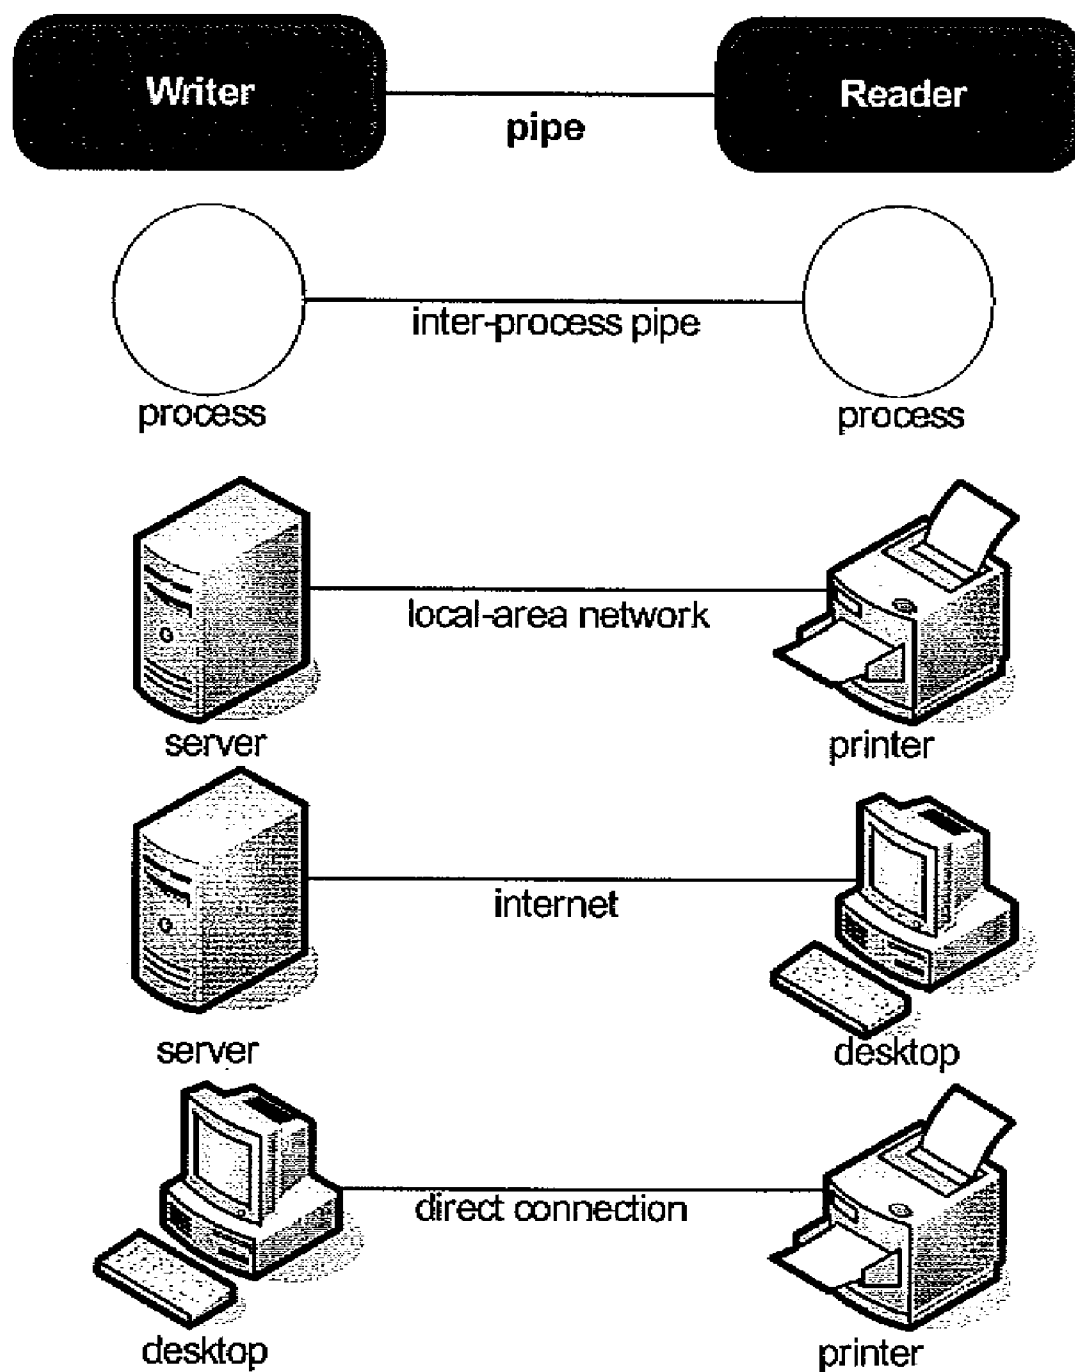 Writer
pipe
Reader
inter-process pipe
process
process
local-area network
server
printer
internet
server
desktop
direct connection
desktop
printer